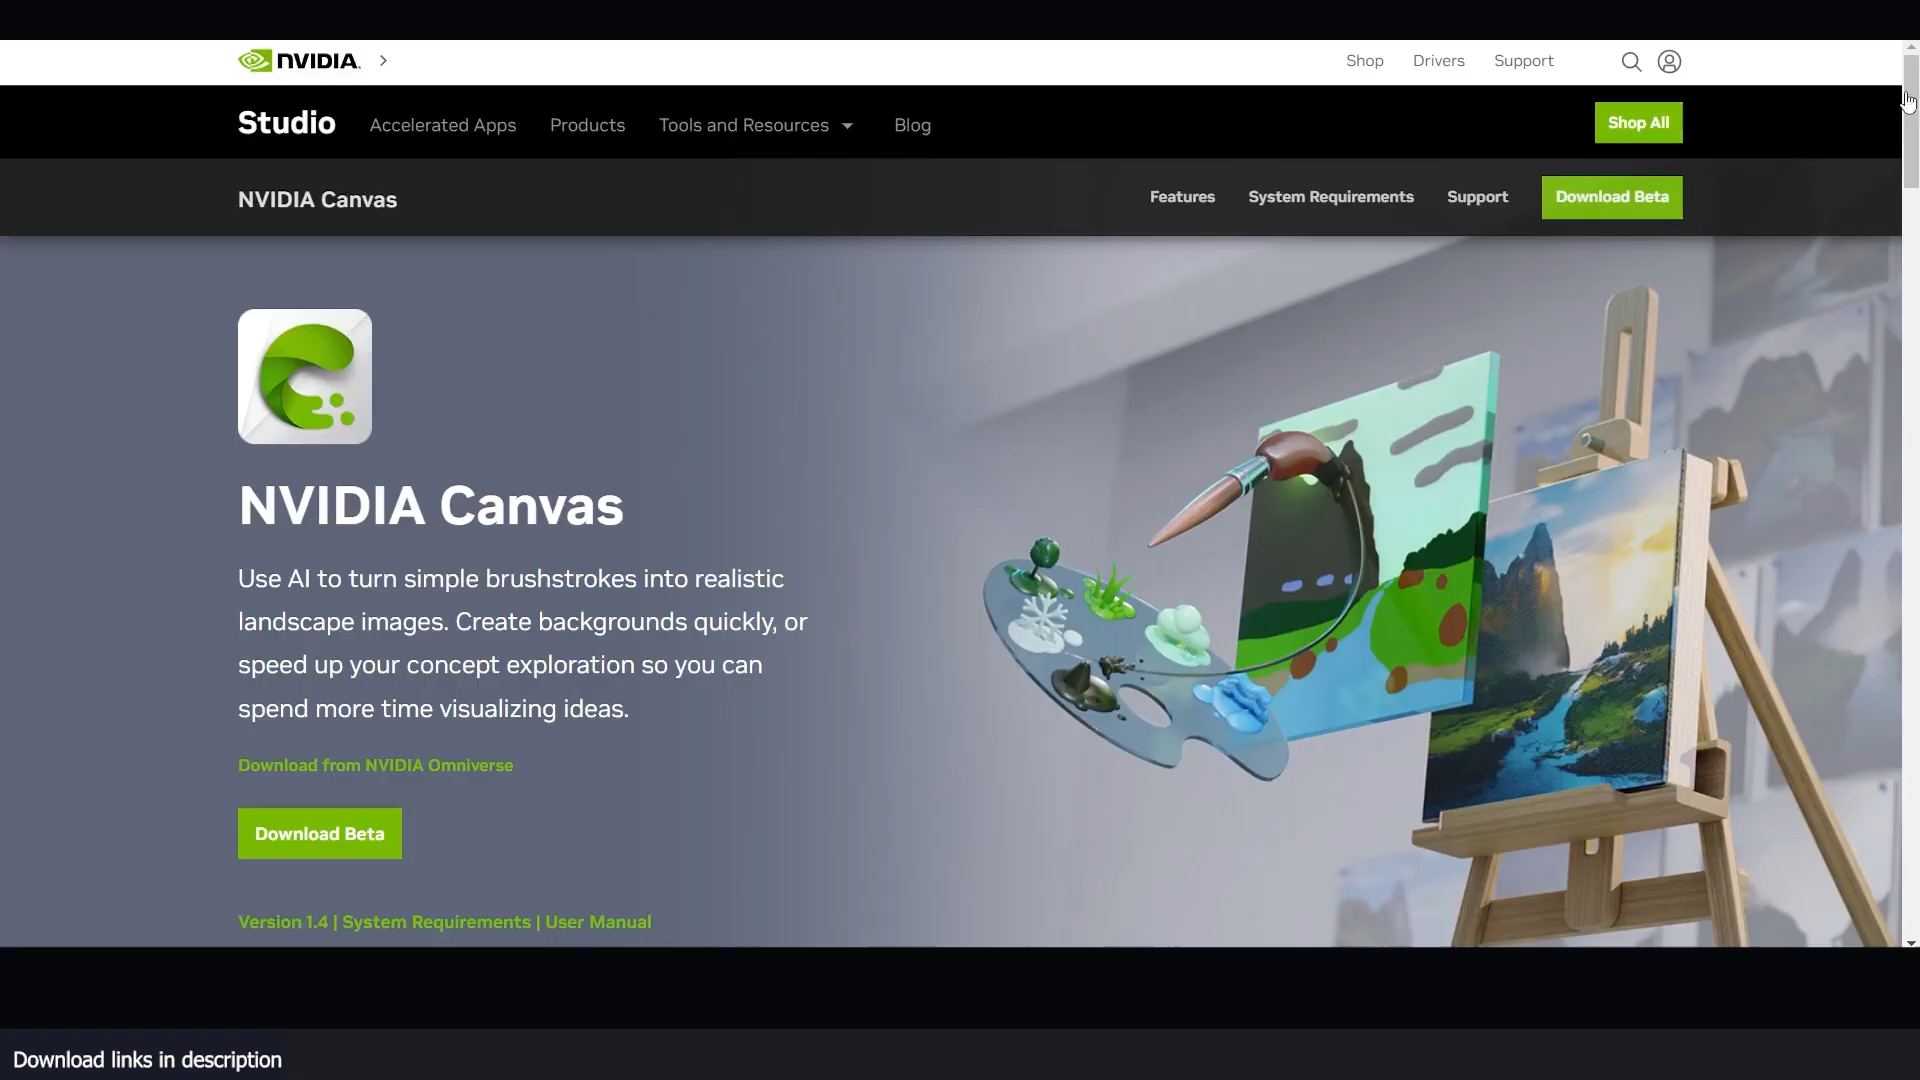 NVIDIA.
Shop Drivers Support
Studio Accelerated Apps Products Tools and Resources Blog Shop All
NVIDIA Canvas Features System Requirements Support Download Beta
NVIDIA Canvas
Use AI to turn simple brushstrokes into realistic
landscape images. Create backgrounds quickly, or
speed up your concept exploration so you can
spend more time visualizing ideas.
Download from NVIDIA Omniverse
Download Beta
Version 1.4 | System Requirements | User Manual
Download links in description